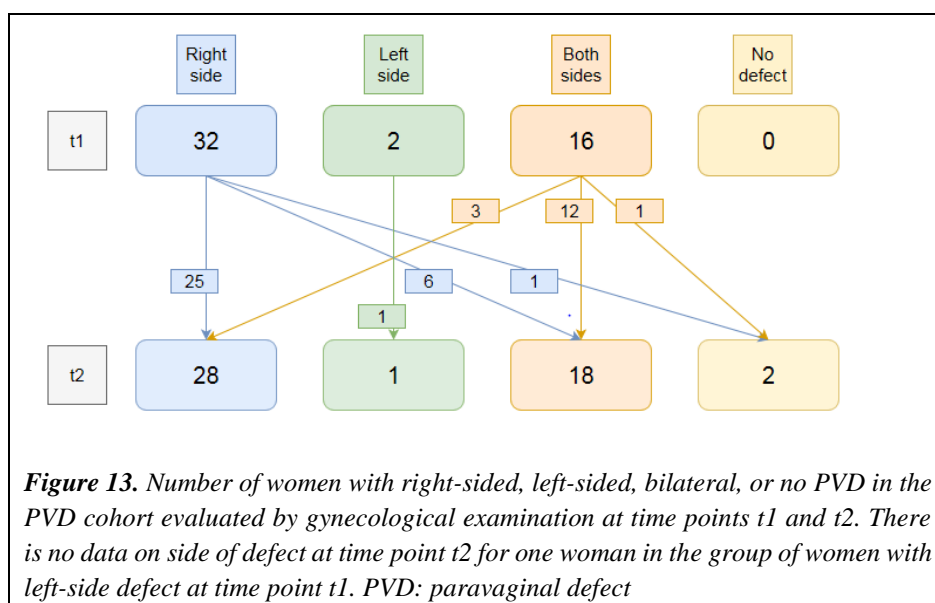 Right
side
Left
side
Both
sides
No
defect
t1
32
2
16
0
3
12
1
25
6
1
1
t2
28
1
18
2
Figure 13. Number of women with right-sided, left-sided, bilateral, or no PVD in the
PVD cohort evaluated by gynecological examination at time points t1 and t2. There
is no data on side of defect at time point t2 for one woman in the group of women with
left-side defect at time point t1. PVD: paravaginal defect